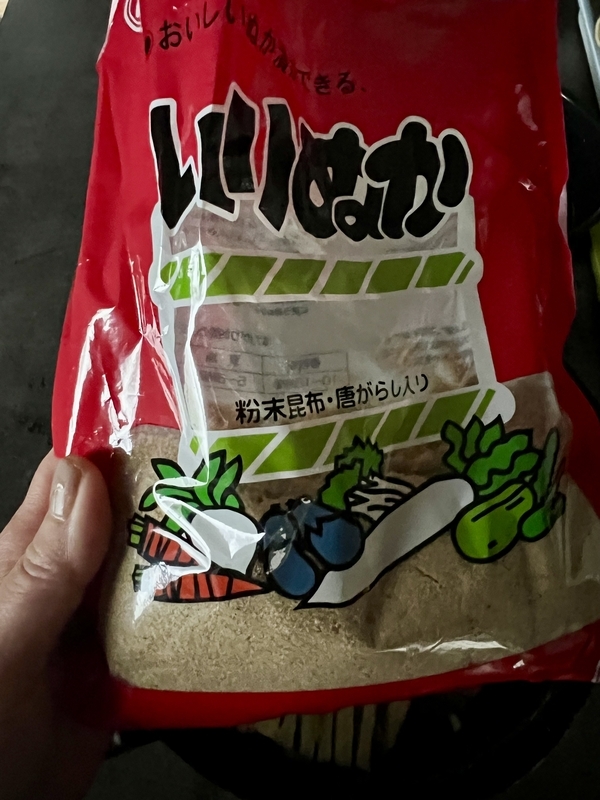 おいしいぬか漬ができる、
いりぬか
粉末昆布・唐がらし入り